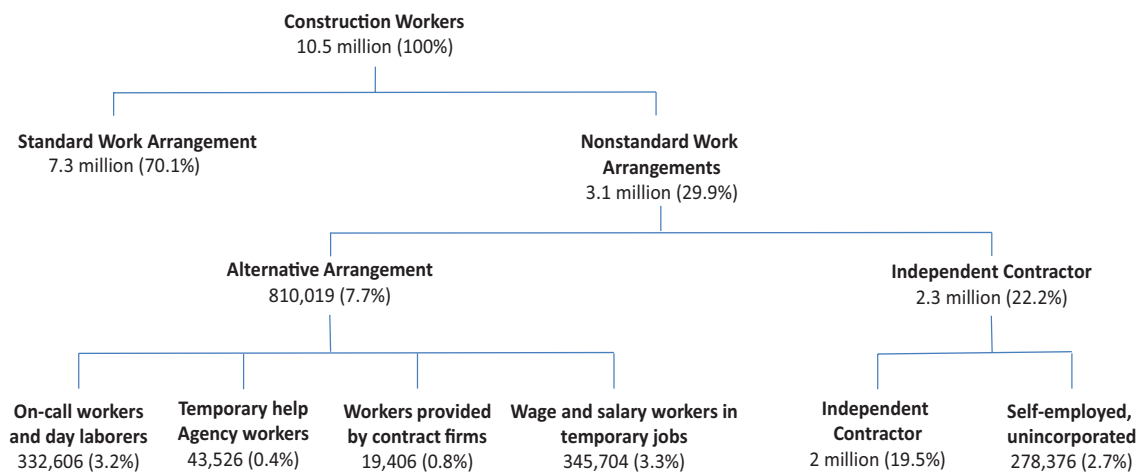 Construction Workers
10.5 million (100%)
Standard Work Arrangement
7.3 million (70.1%)
Nonstandard Work
Arrangements
3.1 million (29.9%)
Alternative Arrangement
810,019 (7.7%)
Independent Contractor
2.3 million (22.2%)
On-call workers
and day laborers
332,606 (3.2%)
Temporary help
Agency workers
43,526 (0.4%)
Workers provided
by contract firms
19,406 (0.8%)
Wage and salary workers in
temporary jobs
345,704 (3.3%)
Independent
Contractor
2 million (19.5%)
Self-employed,
unincorporated
278,376 (2.7%)